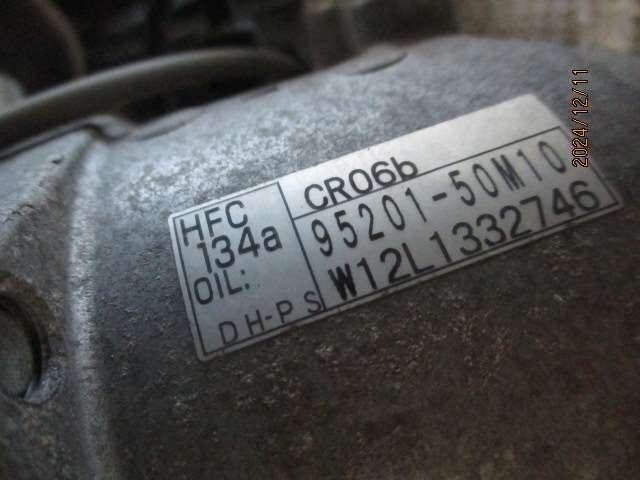 2024/12/11
HFC
134a
OIL:
DH-PS
CR06b
95201-50M10
W12L1332746